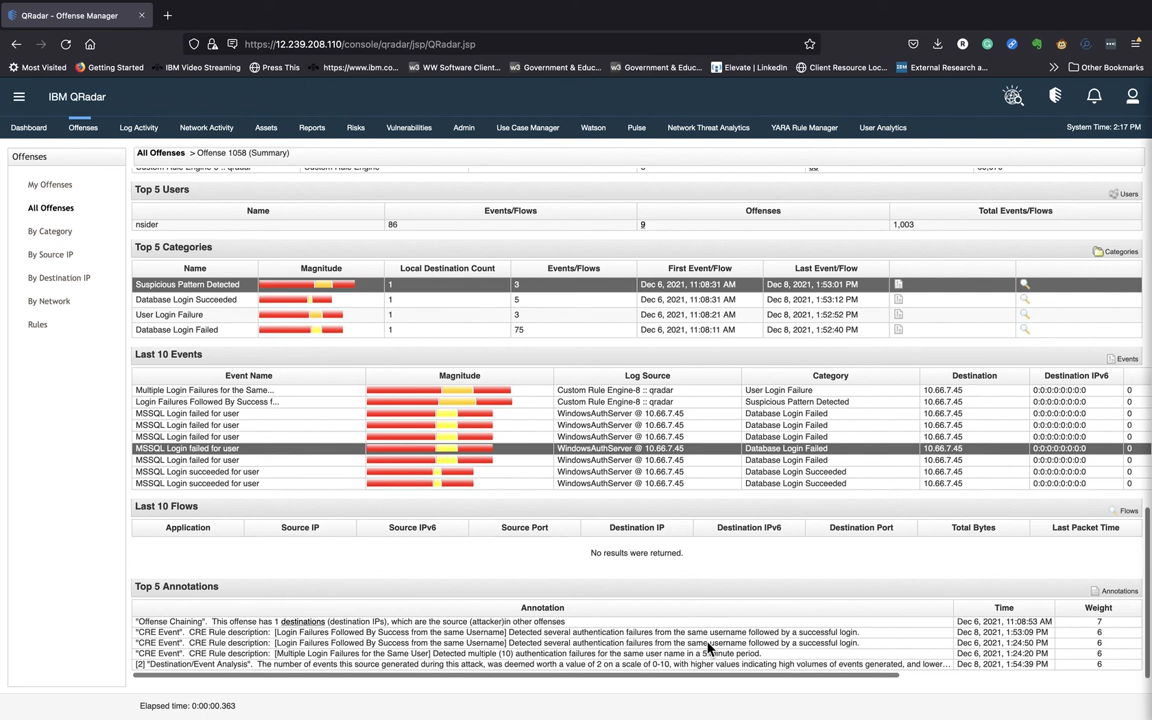 QRadar - Offense Manager
https://12.239.208.110/console/qradar/jsp/QRadar.jsp
Most Visited Getting Started IBM Video Streaming Press This https://www.ibm.co... WW Software Client... Government & Educ... Government & Educ... Elevate | LinkedIn Client Resource Loc... External Research a... Other Bookmarks
IBM QRadar
Dashboard Offenses Log Activity Network Activity Assets Reports Risks Vulnerabilities Admin Use Case Manager Watson Pulse Network Threat Analytics YARA Rule Manager User Analytics System Time: 2:17 PM
Offenses
My Offenses
All Offenses
By Category
By Source IP
By Destination IP
By Network
Rules
All Offenses > Offense 1058 (Summary)
Top 5 Users
Users
Name Events/Flows Offenses Total Events/Flows
nsider 86 9 1,003
Top 5 Categories
Categories
Name Magnitude Local Destination Count Events/Flows First Event/Flow Last Event/Flow
Suspicious Pattern Detected 1 3 Dec 6, 2021, 11:08:31 AM Dec 8, 2021, 1:53:01 PM
Database Login Succeeded 1 5 Dec 6, 2021, 11:08:31 AM Dec 8, 2021, 1:53:12 PM
User Login Failure 1 3 Dec 6, 2021, 11:08:21 AM Dec 8, 2021, 1:52:52 PM
Database Login Failed 1 75 Dec 6, 2021, 11:08:11 AM Dec 8, 2021, 1:52:40 PM
Last 10 Events
Events
Event Name Magnitude Log Source Category Destination Destination IPv6
Multiple Login Failures for the Same... Custom Rule Engine-8 :: qradar User Login Failure 10.66.7.45 0:0:0:0:0:0:0:0 0
Login Failures Followed By Success f... Custom Rule Engine-8 :: qradar Suspicious Pattern Detected 10.66.7.45 0:0:0:0:0:0:0:0 0
MSSQL Login failed for user WindowsAuthServer @ 10.66.7.45 Database Login Failed 10.66.7.45 0:0:0:0:0:0:0:0 0
MSSQL Login failed for user WindowsAuthServer @ 10.66.7.45 Database Login Failed 10.66.7.45 0:0:0:0:0:0:0:0 0
MSSQL Login failed for user WindowsAuthServer @ 10.66.7.45 Database Login Failed 10.66.7.45 0:0:0:0:0:0:0:0 0
MSSQL Login failed for user WindowsAuthServer @ 10.66.7.45 Database Login Failed 10.66.7.45 0:0:0:0:0:0:0:0 0
MSSQL Login failed for user WindowsAuthServer @ 10.66.7.45 Database Login Failed 10.66.7.45 0:0:0:0:0:0:0:0 0
MSSQL Login succeeded for user WindowsAuthServer @ 10.66.7.45 Database Login Succeeded 10.66.7.45 0:0:0:0:0:0:0:0 0
MSSQL Login succeeded for user WindowsAuthServer @ 10.66.7.45 Database Login Succeeded 10.66.7.45 0:0:0:0:0:0:0:0 0
Last 10 Flows
Flows
Application Source IP Source IPv6 Source Port Destination IP Destination IPv6 Destination Port Total Bytes Last Packet Time
No results were returned.
Top 5 Annotations
Annotations
Annotation Time Weight
"Offense Chaining". This offense has 1 destinations (destination IPs), which are the source (attacker)in other offenses Dec 6, 2021, 11:08:53 AM 7
"CRE Event". CRE Rule description: [Login Failures Followed By Success from the same Username] Detected several authentication failures from the same username followed by a successful login. Dec 8, 2021, 1:53:09 PM 6
"CRE Event". CRE Rule description: [Login Failures Followed By Success from the same Username] Detected several authentication failures from the same username followed by a successful login. Dec 6, 2021, 1:24:50 PM 6
"CRE Event". CRE Rule description: [Multiple Login Failures for the Same User] Detected multiple (10) authentication failures for the same user name in a 5 minute period. Dec 6, 2021, 1:24:20 PM 6
[2] "Destination/Event Analysis". The number of events this source generated during this attack, was deemed worth a value of 2 on a scale of 0-10, with higher values indicating high volumes of events generated, and lower... Dec 8, 2021, 1:54:39 PM 6
Elapsed time: 0:00:00.363